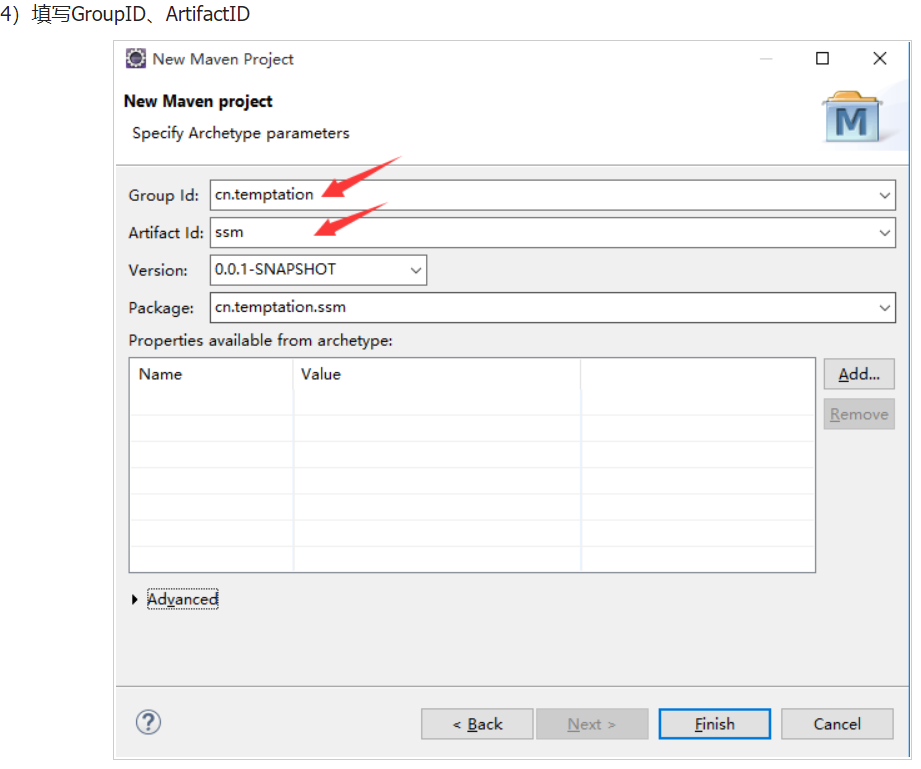 4）填写GroupID、ArtifactID
New Maven Project
New Maven project
Specify Archetype parameters
M
Group Id: cn.temptation
Artifact Id: ssm
Version: 0.0.1-SNAPSHOT
Package: cn.temptation.ssm
Properties available from archetype:
Name Value
Add...
Remove
Advanced
? < Back Next > Finish Cancel